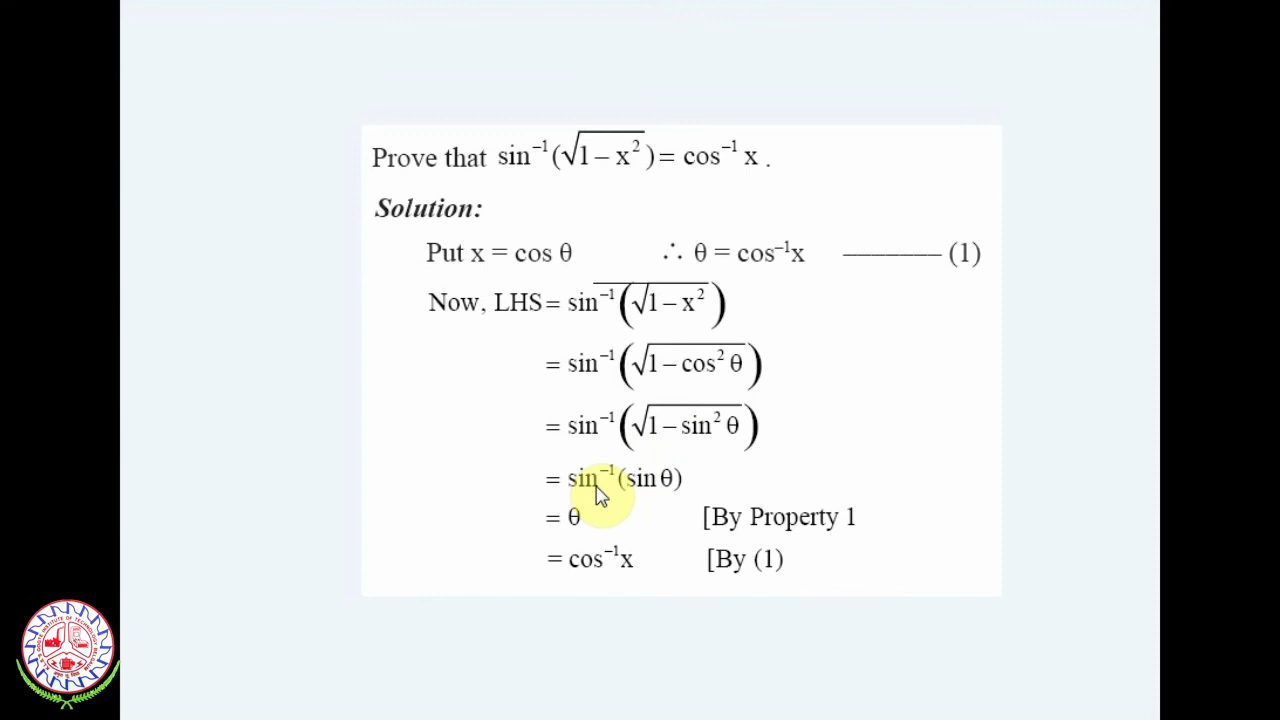 Prove that sin⁻¹(√1 – x²) = cos⁻¹ x .
Solution:
Put x = cos θ ∴ θ = cos⁻¹x ———— (1)
Now, LHS = sin⁻¹(√1 – x²)
= sin⁻¹(√1 – cos² θ)
= sin⁻¹(√1 – sin² θ)
= sin⁻¹(sin θ)
= θ [By Property 1
= cos⁻¹x [By (1)